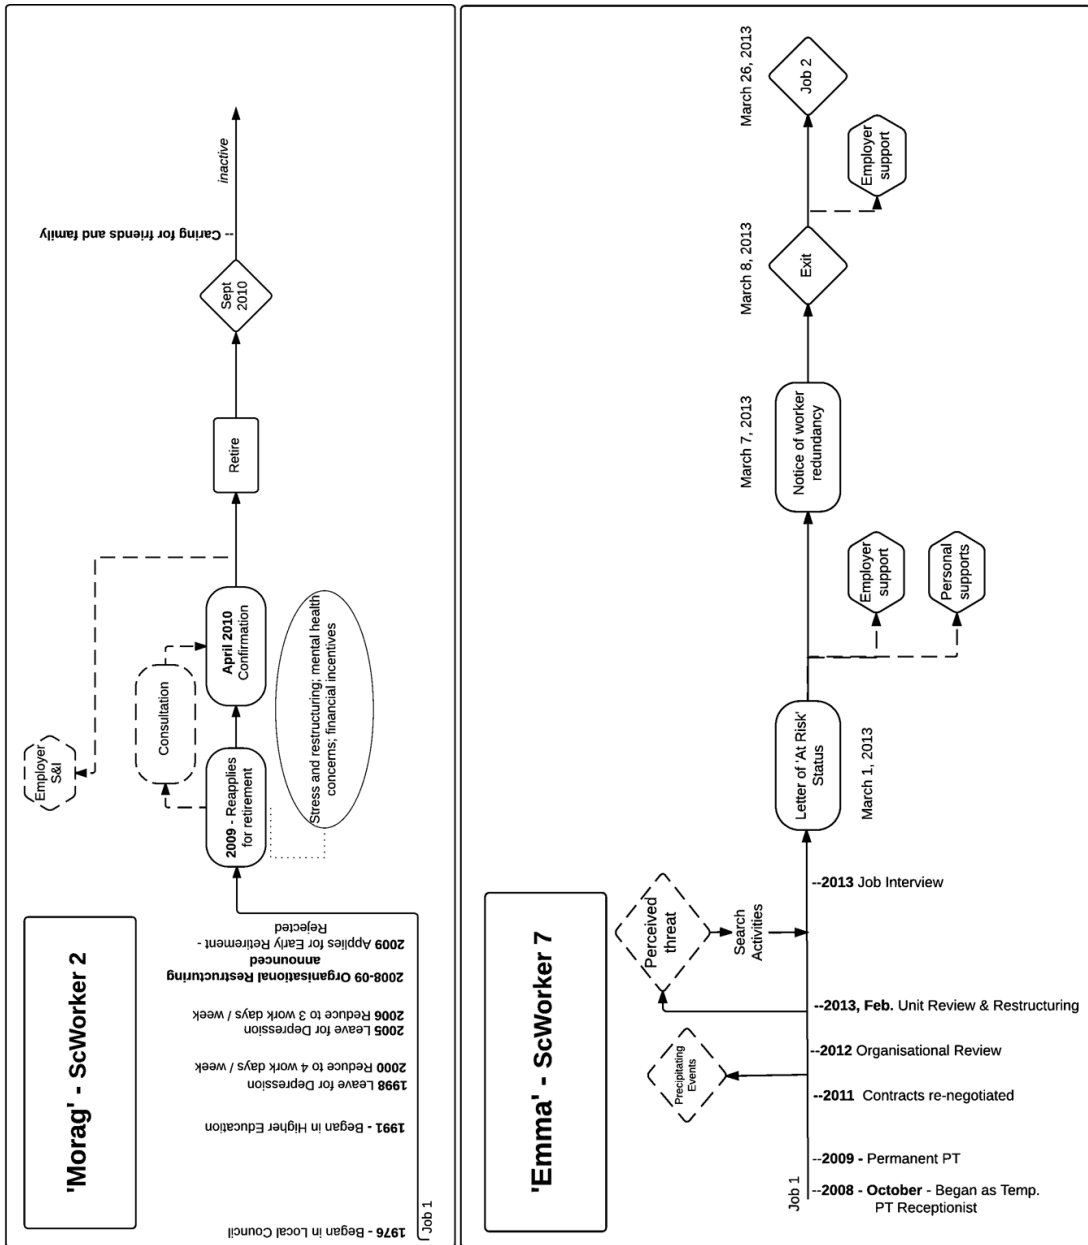 'Morag' - ScWorker 2
1976 - Began in Local Council
1991 - Began in Higher Education
1998 Leave for Depression
2000 Reduce to 4 work days / week
2005 Leave for Depression
2006 Reduce to 3 work days / week
2008-09 Organisational Restructuring
announced
2009 Applies for Early Retirement -
Rejected
Job 1
2009 - Reapplies
for retirement
Consultation
Employer
S&I
April 2010
Confirmation
Stress and restructuring; mental health
concerns; financial incentives
Retire
Sept
2010
-- Caring for friends and family
inactive
'Emma' - ScWorker 7
Job 1
--2008 - October - Began as Temp.
PT Receptionist
--2009 - Permanent PT
--2011 Contracts re-negotiated
--2012 Organisational Review
--2013, Feb. Unit Review & Restructuring
--2013 Job Interview
Precipitating
Events
Perceived
threat
Search
Activities
Letter of 'At Risk'
Status
March 1, 2013
Employer
support
Personal
supports
Notice of worker
redundancy
March 7, 2013
Exit
March 8, 2013
Employer
support
Job 2
March 26, 2013